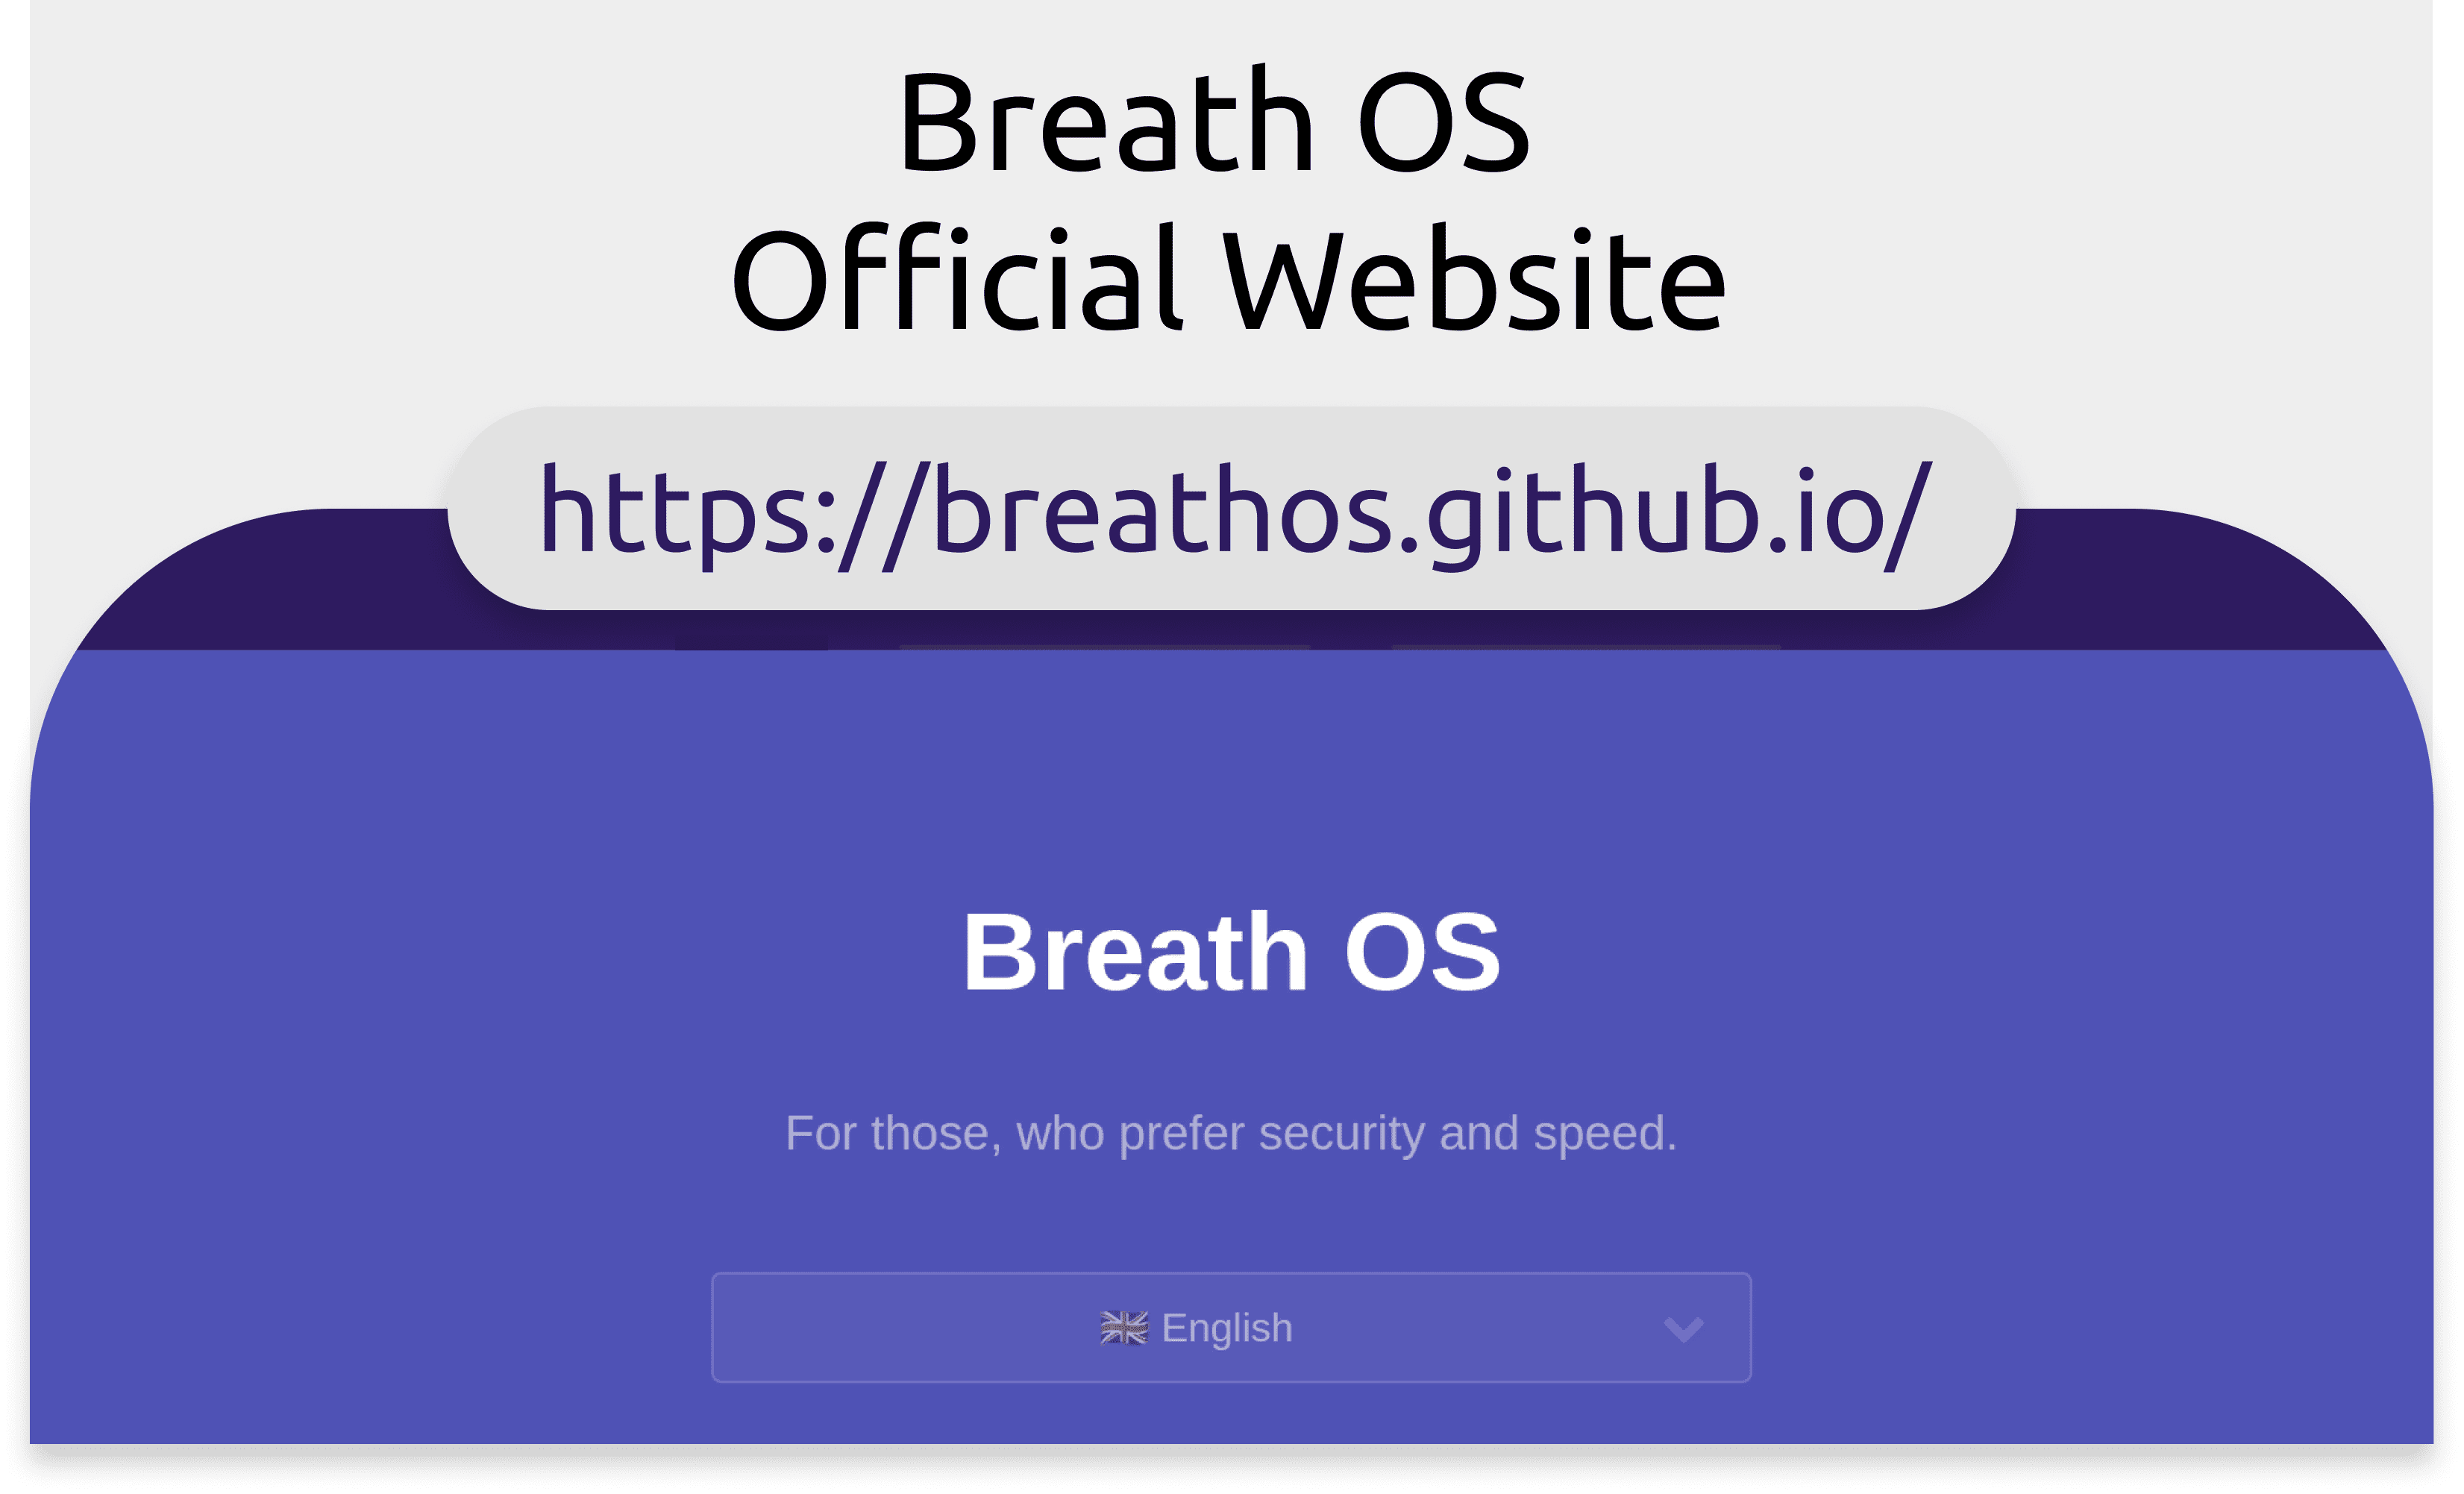 Breath OS
Official Website
https://breathos.github.io/
Breath OS
For those, who prefer security and speed.
English